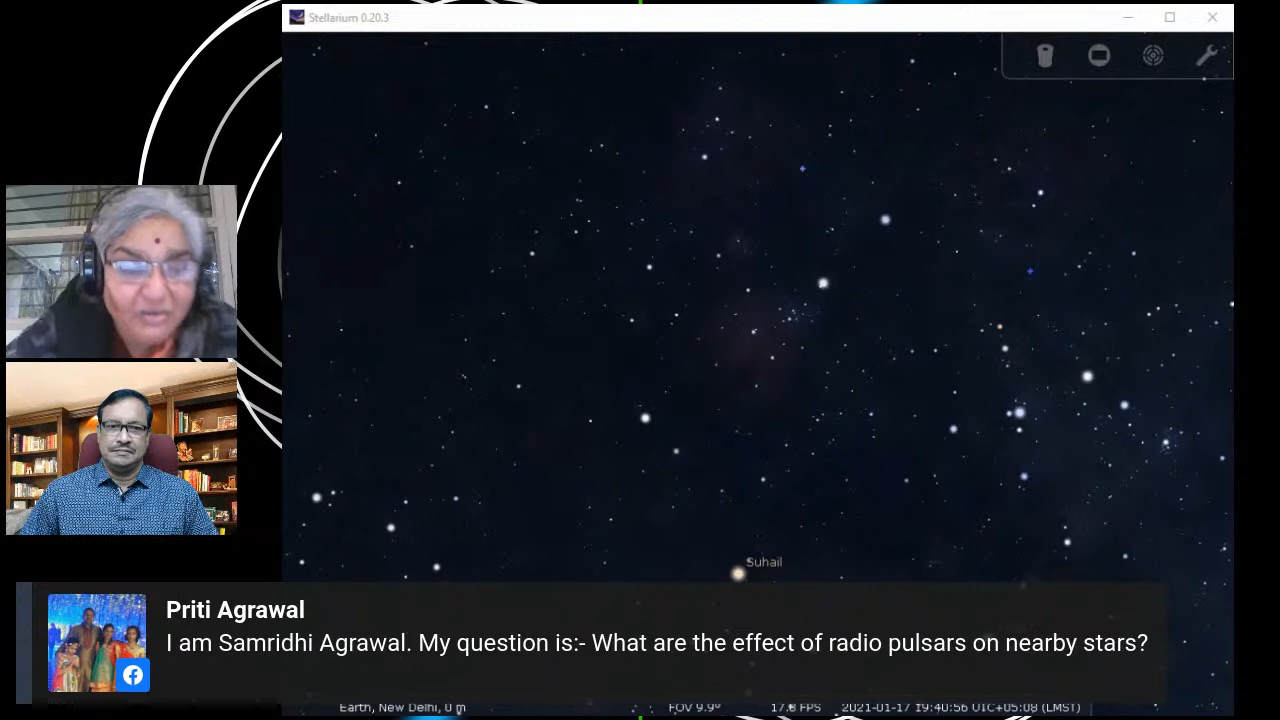 Stellarium 0.20.3
Suhail
Priti Agrawal
I am Samridhi Agrawal. My question is:- What are the effect of radio pulsars on nearby stars?
Earth, New Delhi, 0 m FOV 9.9° 17.8 FPS 2021-01-17 19:40:56 UTC+05:08 (LMST)